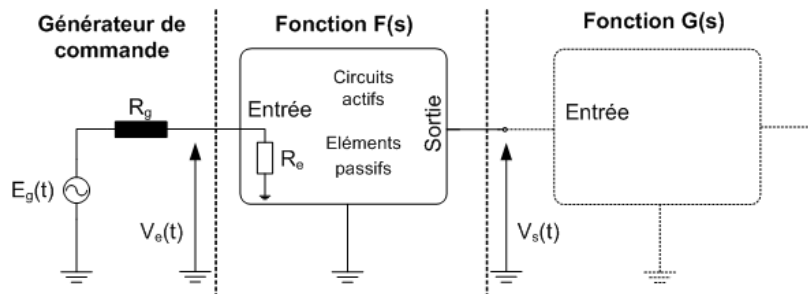 Générateur de
commande
Fonction F(s)
Fonction G(s)
Rg
Entrée
Circuits
actifs
Eléments
passifs
Sortie
Re
Entrée
Eg(t)
Ve(t)
Vs(t)